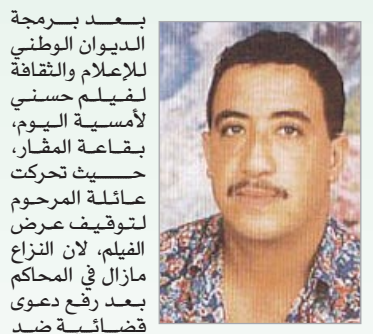 بعد برمجة
الديوان الوطني
للإعلام والثقافة
لفيلم حسني
لأمسية اليوم،
بقاعة المقار،
حيث تحركت
عائلة المرحوم
لتوقيف عرض
الفيلم، لان النزاع
مازال في المحاكم
بعد رفع دعوى
قضائية ضد